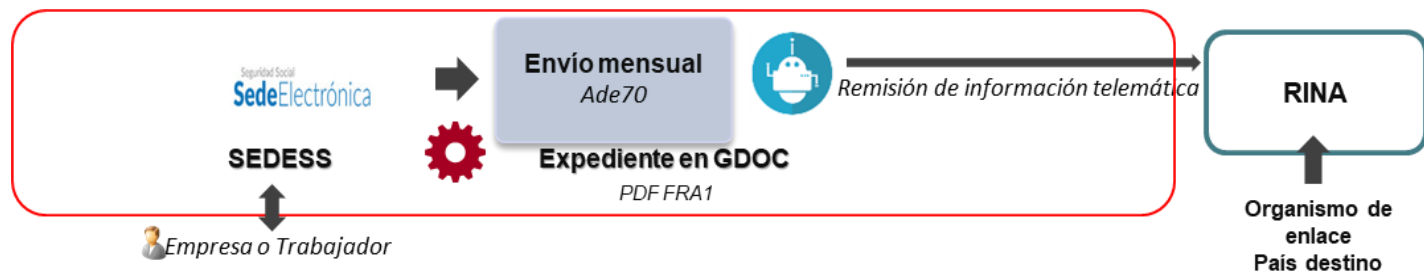 Envío mensual
Ade70
Seguridad Social
SedeElectrónica
Remisión de información telemática
RINA
SEDESS
Expediente en GDOC
PDF FRA1
Empresa o Trabajador
Organismo de
enlace
País destino